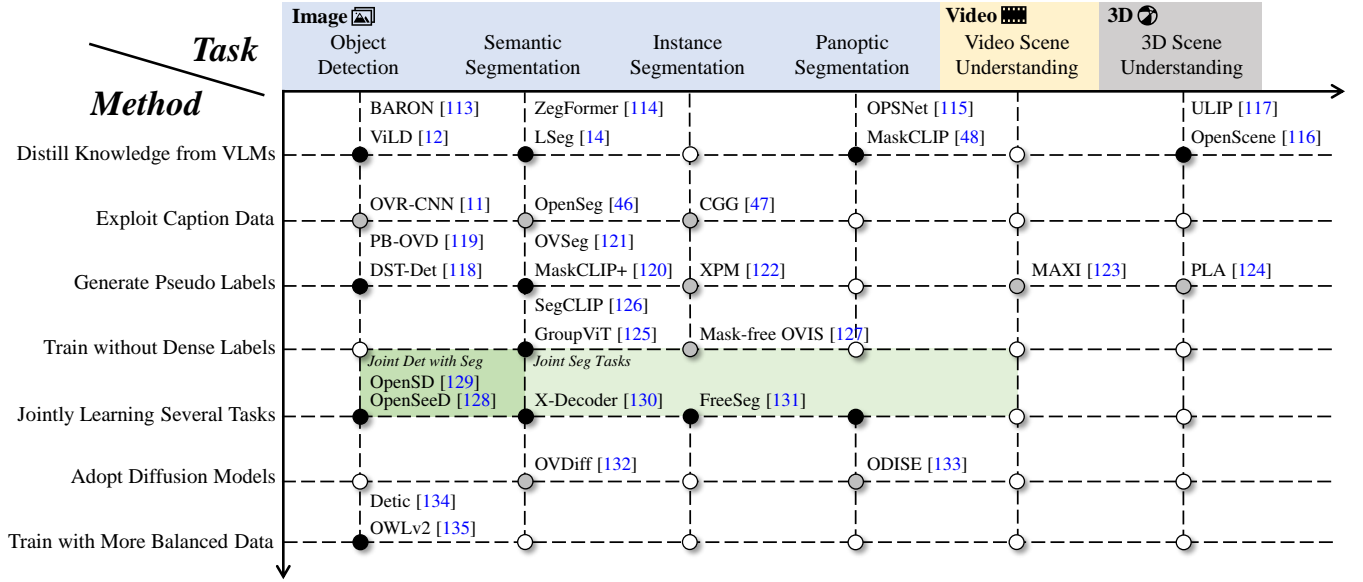 Image
Video
3D
Task
Object
Detection
Semantic
Segmentation
Instance
Segmentation
Panoptic
Segmentation
Video Scene
Understanding
3D Scene
Understanding
Method
BARON [113]
ZegFormer [114]
OPSNet [115]
ULIP [117]
ViLD [12]
LSeg [14]
MaskCLIP [48]
OpenScene [116]
Distill Knowledge from VLMs
OVR-CNN [11]
OpenSeg [46]
CGG [47]
Exploit Caption Data
PB-OVD [119]
OVSeg [121]
DST-Det [118]
MaskCLIP+ [120]
XPM [122]
MAXI [123]
PLA [124]
Generate Pseudo Labels
SegCLIP [126]
GroupViT [125]
Mask-free OVIS [127]
Train without Dense Labels
Joint Det with Seg
Joint Seg Tasks
OpenSD [129]
OpenSeeD [128]
X-Decoder [130]
FreeSeg [131]
Jointly Learning Several Tasks
OVDiff [132]
ODISE [133]
Adopt Diffusion Models
Detic [134]
OWLv2 [135]
Train with More Balanced Data